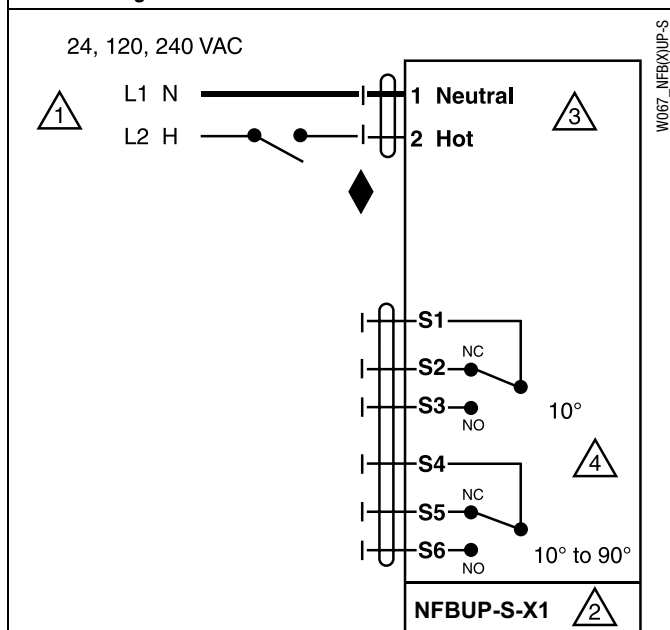 24, 120, 240 VAC
W067_NFB(X)UP-S
L1 N
1 Neutral
1
3
L2 H
2 Hot
S1
NC
S2
S3
10°
NO
S4
4
NC
S5
S6
10° to 90°
NO
NFBUP-S-X1
2